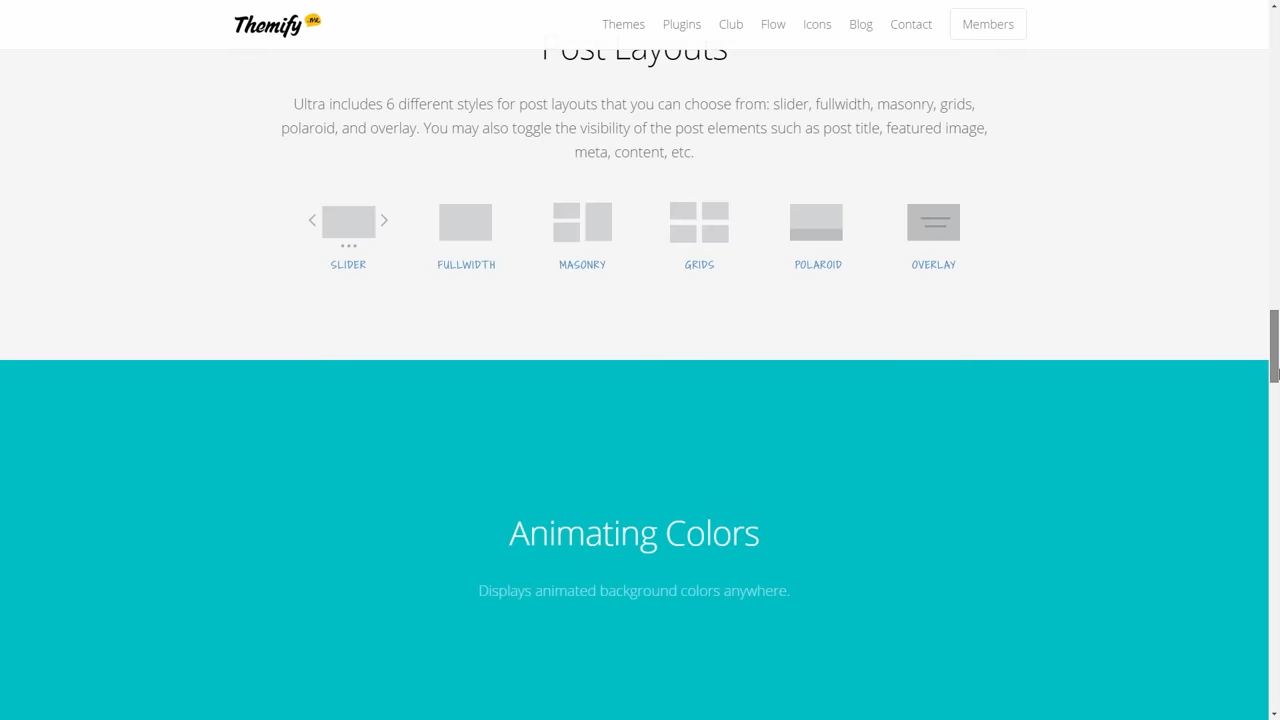 Themify .me Themes Plugins Club Flow Icons Blog Contact Members
Post Layouts
Ultra includes 6 different styles for post layouts that you can choose from: slider, fullwidth, masonry, grids,
polaroid, and overlay. You may also toggle the visibility of the post elements such as post title, featured image,
meta, content, etc.
SLIDER FULLWIDTH MASONRY GRIDS POLAROID OVERLAY
Animating Colors
Displays animated background colors anywhere.